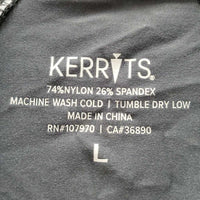 KERRITS®
74%NYLON 26% SPANDEX
MACHINE WASH COLD | TUMBLE DRY LOW
MADE IN CHINA
RN#107970 | CA#36890
L